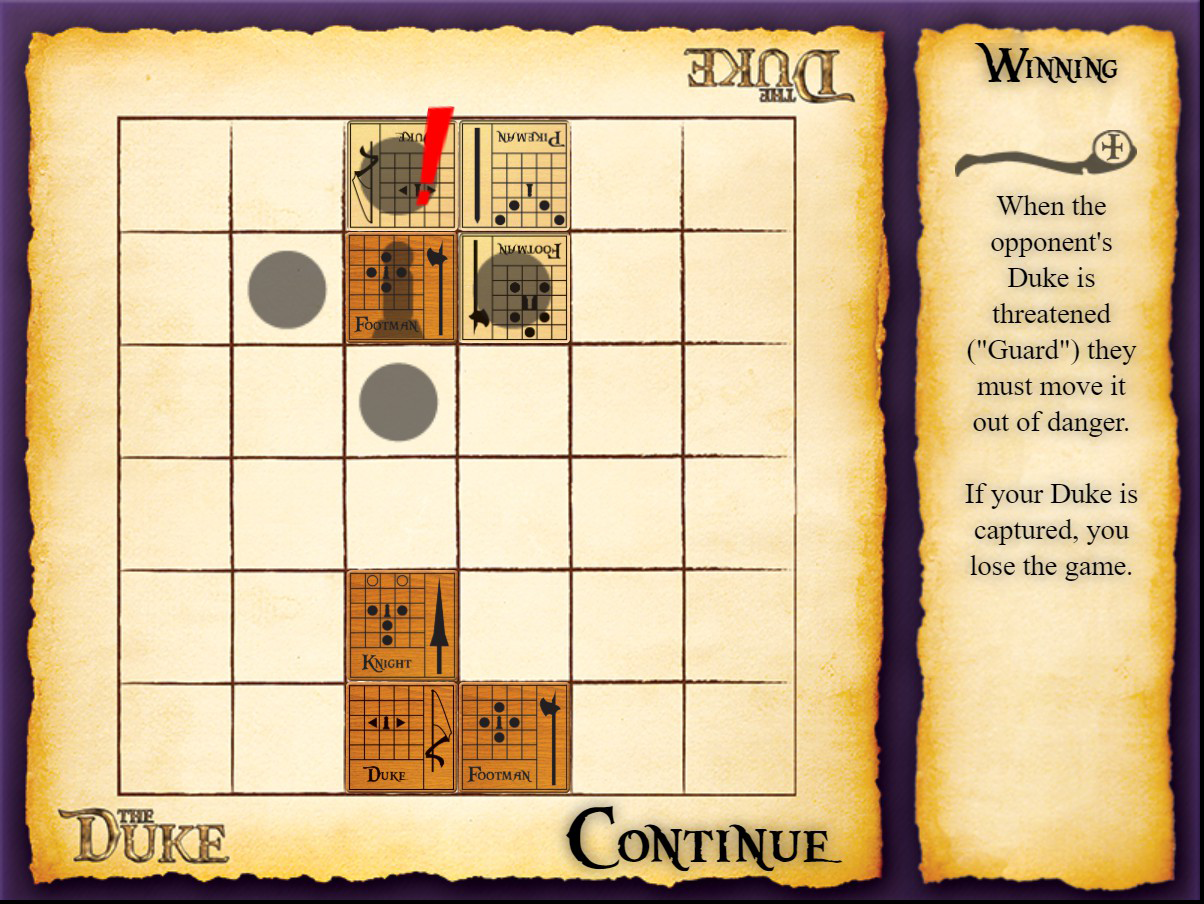 THE
DUKE
WINNING
DUKE
PIKEMAN
FOOTMAN
FOOTMAN
KNIGHT
DUKE
FOOTMAN
THE
DUKE
CONTINUE
When the
opponent's
Duke is
threatened
("Guard") they
must move it
out of danger.
If your Duke is
captured, you
lose the game.